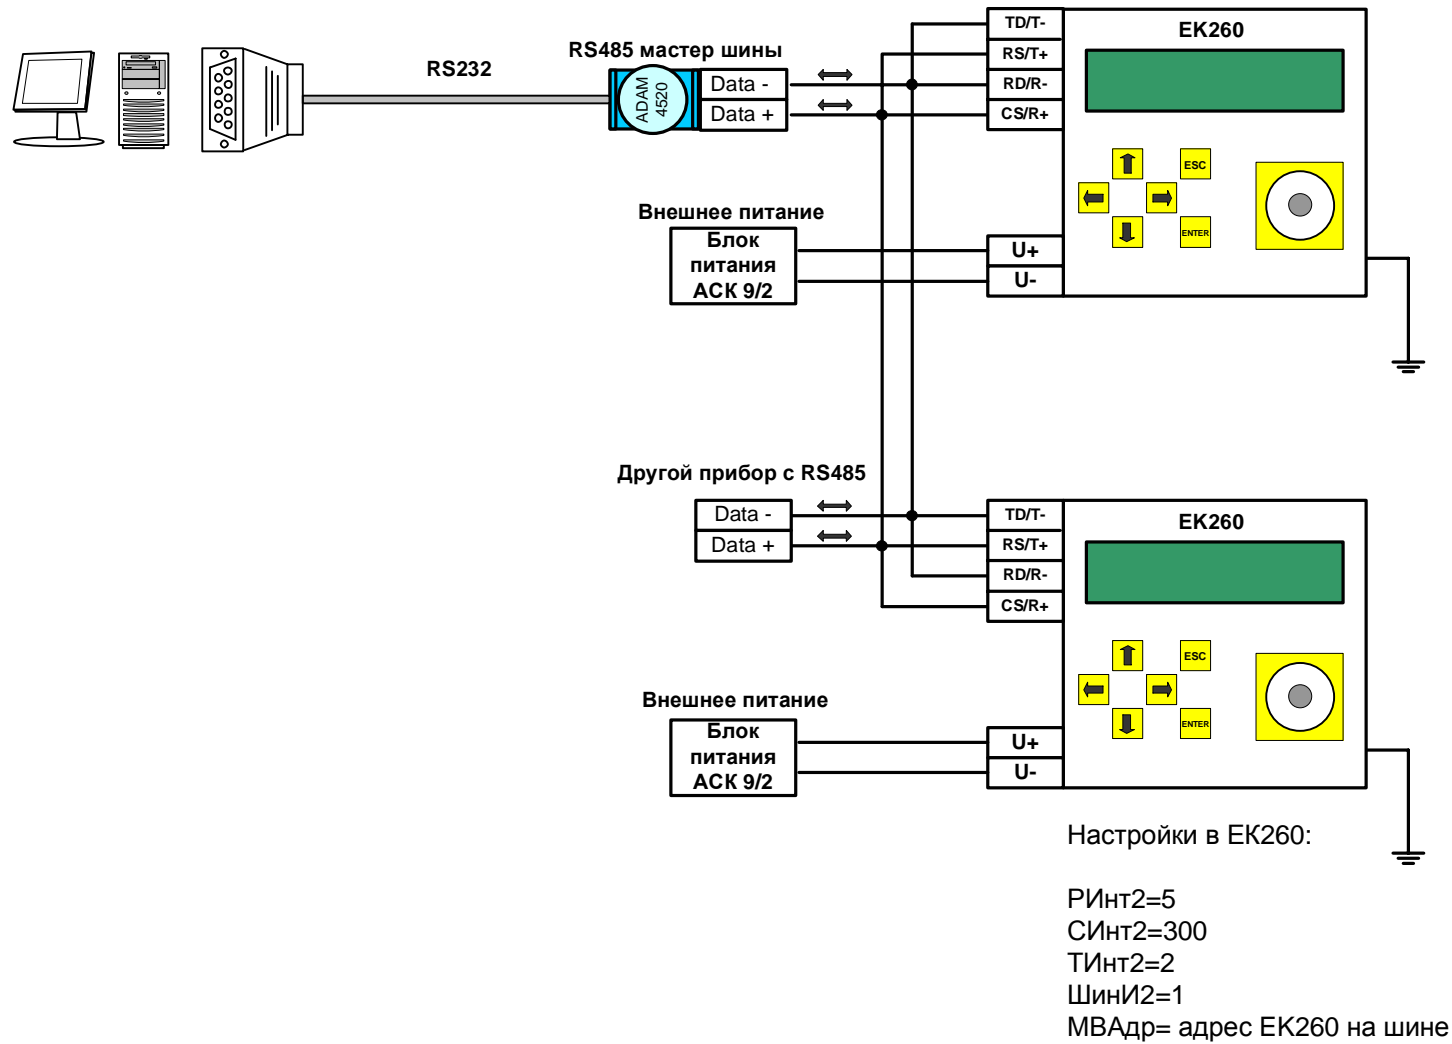 RS232
RS485 мастер шины
ADAM
4520
Data -
Data +
TD/T-
RS/T+
RD/R-
CS/R+
EK260
ESC
ENTER
Внешнее питание
Блок
питания
АСК 9/2
U+
U-
Другой прибор с RS485
Data -
Data +
TD/T-
RS/T+
RD/R-
CS/R+
EK260
ESC
ENTER
Внешнее питание
Блок
питания
АСК 9/2
U+
U-
Настройки в ЕК260:
РИнт2=5
СИнт2=300
ТИнт2=2
ШинИ2=1
МВАдр= адрес ЕК260 на шине